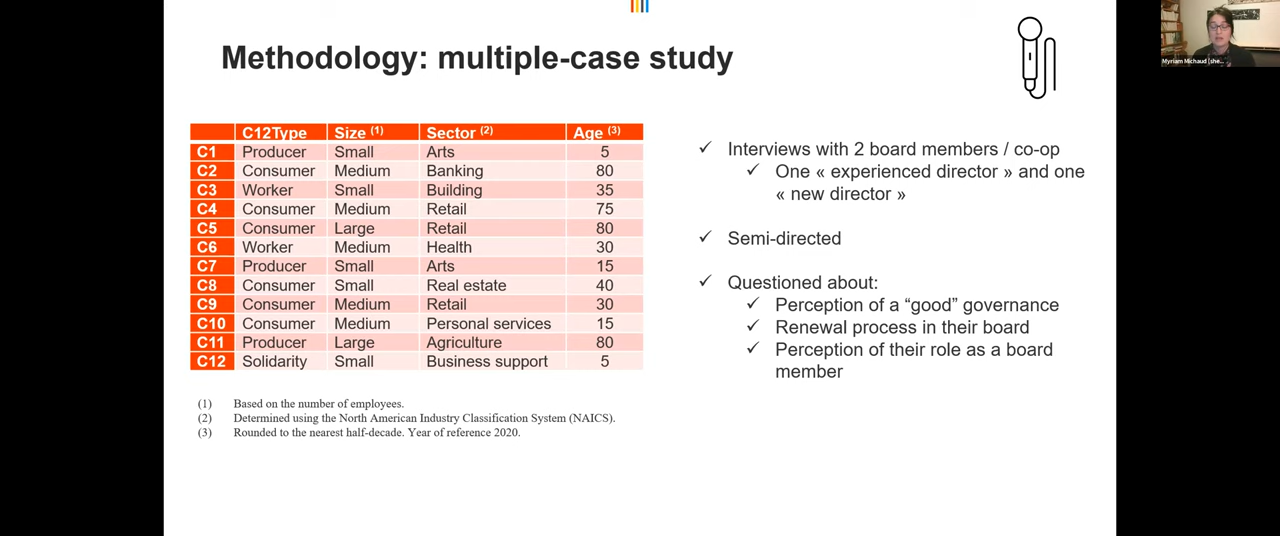 Methodology: multiple-case study
C12Type Size (1) Sector (2) Age (3)
C1 Producer Small Arts 5
C2 Consumer Medium Banking 80
C3 Worker Small Building 35
C4 Consumer Medium Retail 75
C5 Consumer Large Retail 80
C6 Worker Medium Health 30
C7 Producer Small Arts 15
C8 Consumer Small Real estate 40
C9 Consumer Medium Retail 30
C10 Consumer Medium Personal services 15
C11 Producer Large Agriculture 80
C12 Solidarity Small Business support 5
(1) Based on the number of employees.
(2) Determined using the North American Industry Classification System (NAICS).
(3) Rounded to the nearest half-decade. Year of reference 2020.
Interviews with 2 board members / co-op
One « experienced director » and one
« new director »
Semi-directed
Questioned about:
Perception of a “good” governance
Renewal process in their board
Perception of their role as a board
member
Myriam Michaud (she...